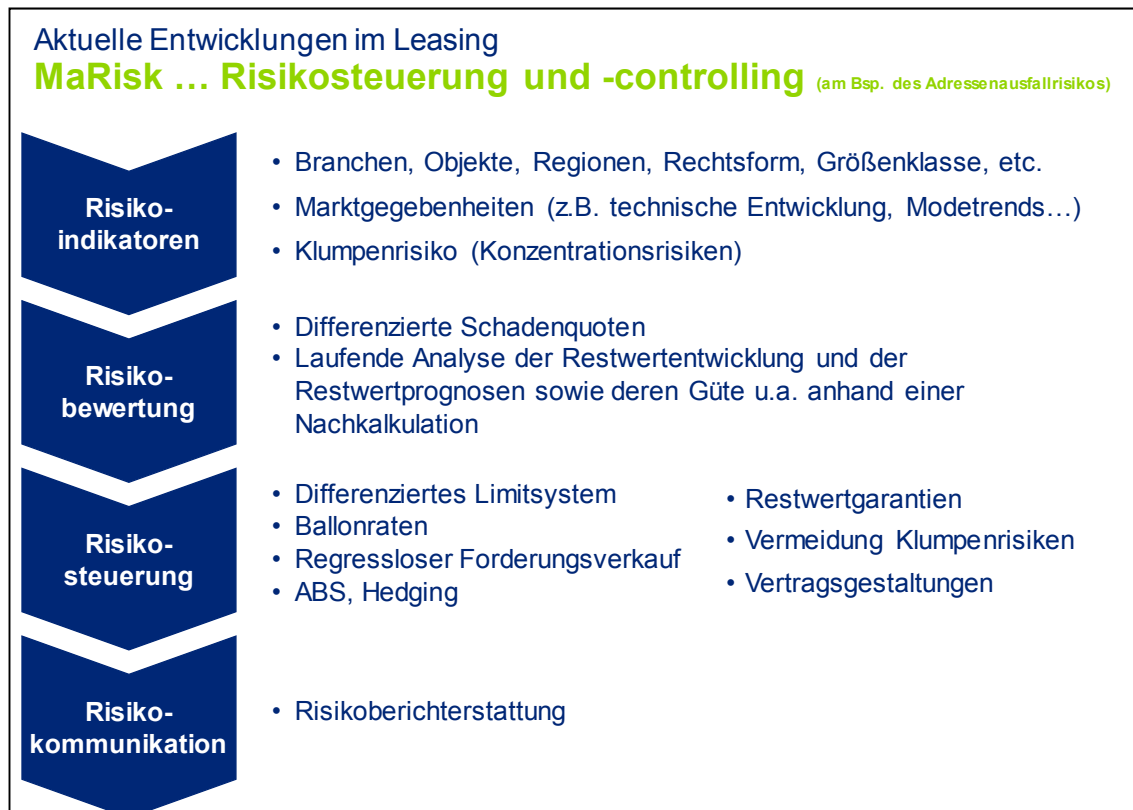 Aktuelle Entwicklungen im Leasing
MaRisk … Risikosteuerung und -controlling (am Bsp. des Adressenausfallrisikos)
Risiko-
indikatoren
• Branchen, Objekte, Regionen, Rechtsform, Größenklasse, etc.
• Marktgegebenheiten (z.B. technische Entwicklung, Modetrends…)
• Klumpenrisiko (Konzentrationsrisiken)
Risiko-
bewertung
• Differenzierte Schadenquoten
• Laufende Analyse der Restwertentwicklung und der
Restwertprognosen sowie deren Güte u.a. anhand einer
Nachkalkulation
Risiko-
steuerung
• Differenziertes Limitsystem
• Ballonraten
• Regressloser Forderungsverkauf
• ABS, Hedging
• Restwertgarantien
• Vermeidung Klumpenrisiken
• Vertragsgestaltungen
Risiko-
kommunikation
• Risikoberichterstattung